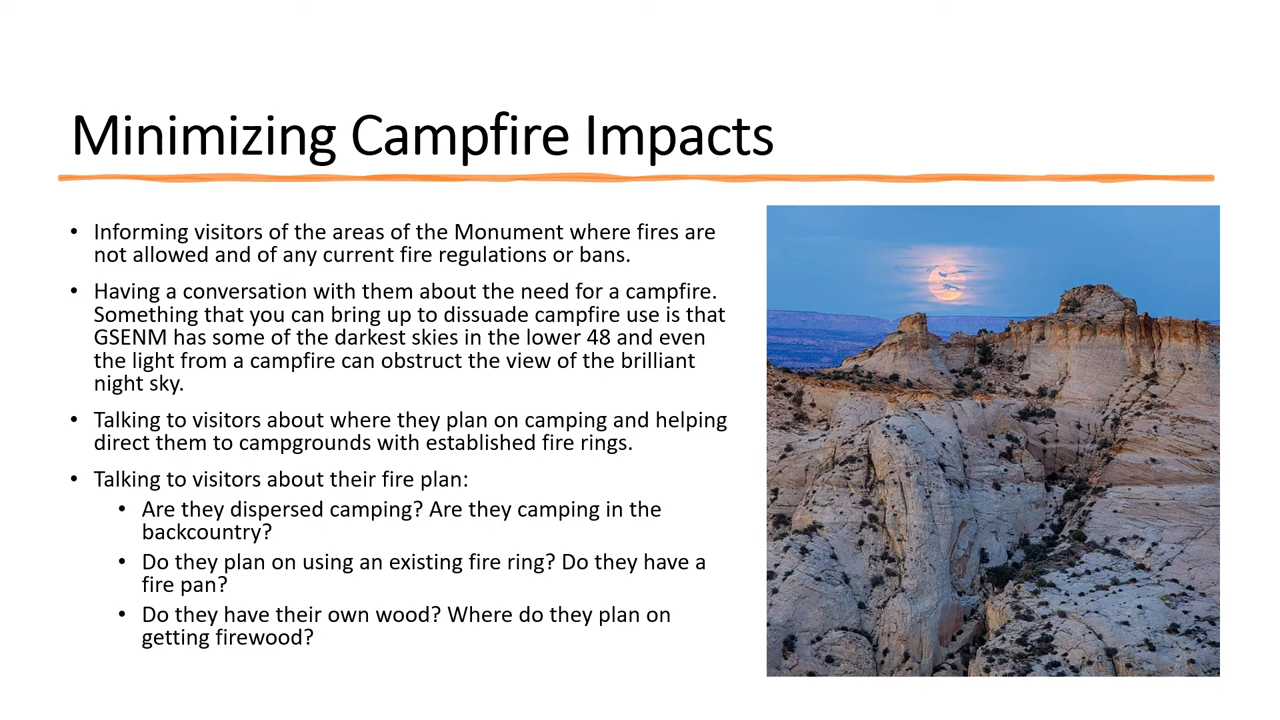 Minimizing Campfire Impacts
• Informing visitors of the areas of the Monument where fires are
not allowed and of any current fire regulations or bans.
• Having a conversation with them about the need for a campfire.
Something that you can bring up to dissuade campfire use is that
GSENM has some of the darkest skies in the lower 48 and even
the light from a campfire can obstruct the view of the brilliant
night sky.
• Talking to visitors about where they plan on camping and helping
direct them to campgrounds with established fire rings.
• Talking to visitors about their fire plan:
• Are they dispersed camping? Are they camping in the
backcountry?
• Do they plan on using an existing fire ring? Do they have a
fire pan?
• Do they have their own wood? Where do they plan on
getting firewood?